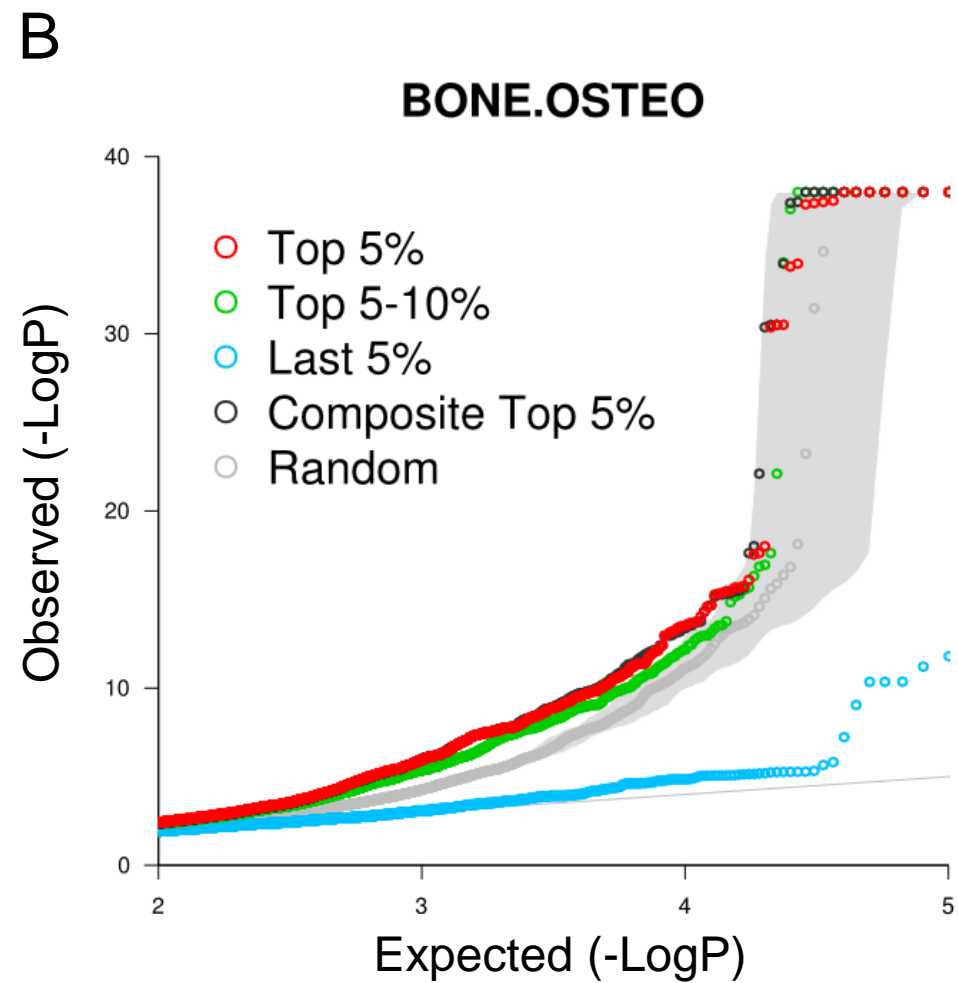 B
BONE.OSTEO
Observed (-LogP)
40
30
20
10
0
Top 5%
Top 5-10%
Last 5%
Composite Top 5%
Random
2
3
4
5
Expected (-LogP)